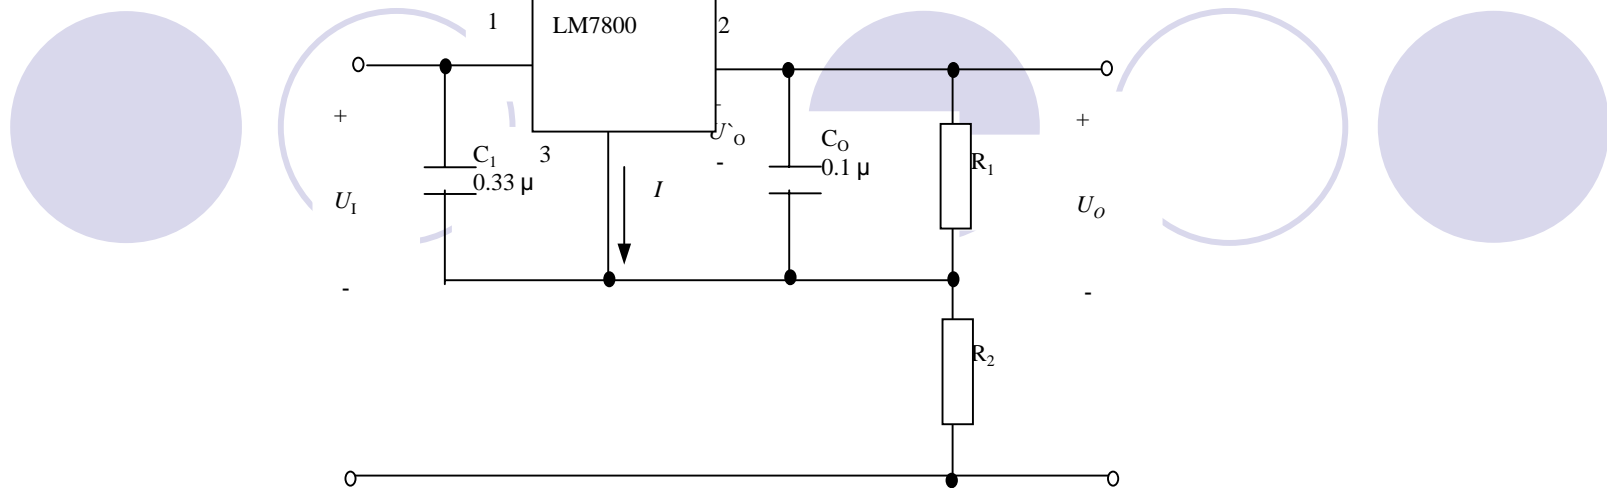 1
LM7800
2
+
U`O
-
CO
0.1 μ
+
C1
0.33 μ
3
R1
I
UI
UO
-
-
R2